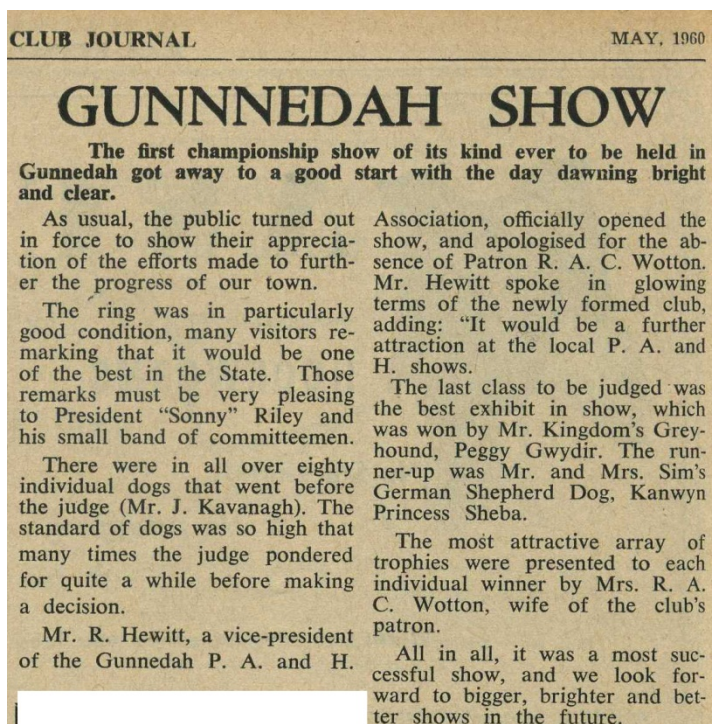 CLUB JOURNAL
MAY, 1960
GUNNNEDAH SHOW
The first championship show of its kind ever to be held in
Gunnedah got away to a good start with the day dawning bright
and clear.
As usual, the public turned out
in force to show their apprecia-
tion of the efforts made to furth-
er the progress of our town.
The ring was in particularly
good condition, many visitors re-
marking that it would be one
of the best in the State. Those
remarks must be very pleasing
to President “Sonny” Riley and
his small band of committeemen.
There were in all over eighty
individual dogs that went before
the judge (Mr. J. Kavanagh). The
standard of dogs was so high that
many times the judge pondered
for quite a while before making
a decision.
Mr. R. Hewitt, a vice-president
of the Gunnedah P. A. and H.
Association, officially opened the
show, and apologised for the ab-
sence of Patron R. A. C. Wotton.
Mr. Hewitt spoke in glowing
terms of the newly formed club,
adding: “It would be a further
attraction at the local P. A. and
H. shows.
The last class to be judged was
the best exhibit in show, which
was won by Mr. Kingdom’s Grey-
hound, Peggy Gwydir. The run-
ner-up was Mr. and Mrs. Sim’s
German Shepherd Dog, Kanwyn
Princess Sheba.
The most attractive array of
trophies were presented to each
individual winner by Mrs. R. A.
C. Wotton, wife of the club’s
patron.
All in all, it was a most suc-
cessful show, and we look for-
ward to bigger, brighter and bet-
ter shows in the future.